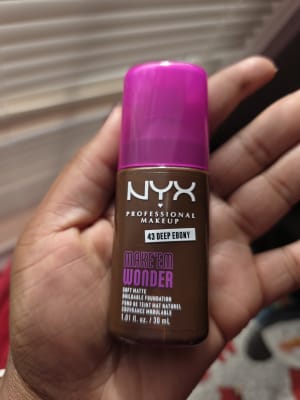 NYX
PROFESSIONAL
MAKEUP
43 DEEP EBONY
MAKE'EM
WONDER
SOFT MATTE
BUILDABLE FOUNDATION
FOND DE TEINT MAT NATUREL
COUVRANCE MODULABLE
1.01 fl. oz. / 30 mL